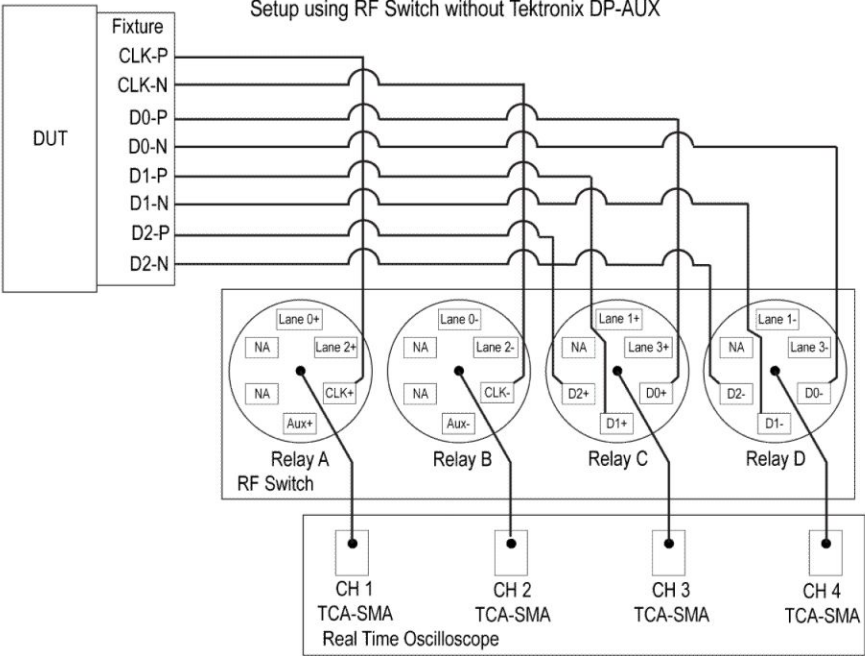 Setup using RF Switch without Tektronix DP-AUX
Fixture
CLK-P
CLK-N
D0-P
DUT
D0-N
D1-P
D1-N
D2-P
D2-N
Lane 0+
Lane 0-
Lane 1+
Lane 1-
NA
Lane 2+
NA
Lane 2-
NA
Lane 3+
NA
Lane 3-
NA
CLK+
NA
CLK-
D2+
D0+
D2-
D0-
Aux+
Aux-
D1+
D1-
Relay A
Relay B
Relay C
Relay D
RF Switch
CH 1
CH 2
CH 3
CH 4
TCA-SMA
TCA-SMA
TCA-SMA
TCA-SMA
Real Time Oscilloscope